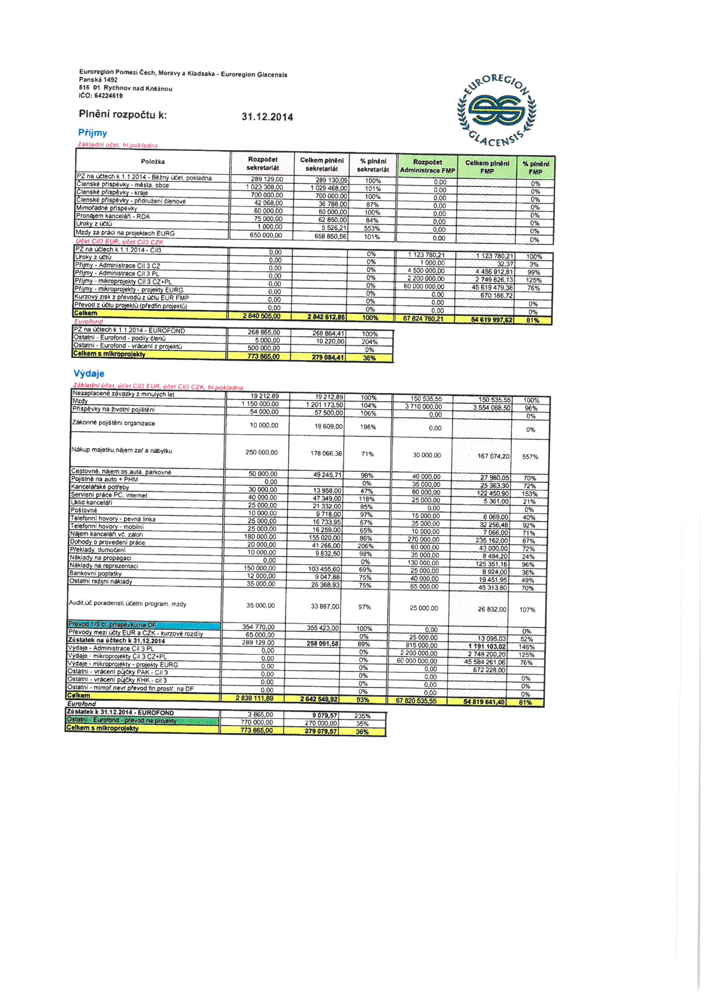 Euroregion Pomezí Čech, Moravy a Kladsaka - Euroregion Glacensis
Panská 1492
516 01 Rychnov nad Kněžnou
IČO: 64224619
EUROREGION
GLACENSIS
Plnění rozpočtu k: 31.12.2014
Příjmy
Základní účet, hl.pokladna
Položka Rozpočet sekretariát Celkem plnění sekretariát % plnění sekretariát Rozpočet Administrace FMP Celkem plnění FMP % plnění FMP
PZ na účtech k 1.1.2014 - Běžný účet, pokladna 289 129,00 289 130,09 100% 0,00 0%
Členské příspěvky - města, obce 1 023 308,00 1 029 468,00 101% 0,00 0%
Členské příspěvky - kraje 700 000,00 700 000,00 100% 0,00 0%
Členské příspěvky - přidružení členové 42 068,00 36 788,00 87% 0,00 0%
Mimořádné příspěvky 60 000,00 60 000,00 100% 0,00 0%
Pronájem kanceláří - RDA 75 000,00 62 850,00 84% 0,00 0%
Úroky z účtů 1 000,00 5 526,21 553% 0,00 0%
Mzdy za práci na projektech EURG 650 000,00 658 850,56 101% 0,00 0%
Účet Cíl3 EUR, účet Cíl3 CZK
PZ na účtech k 1.1.2014 - Cíl3 0,00 0% 1 123 780,21 1 123 780,21 100%
Úroky z účtů 0,00 0% 1 000,00 32,37 3%
Příjmy - Administrace Cíl 3 CZ 0,00 0% 4 500 000,00 4 456 912,81 99%
Příjmy - Administrace Cíl 3 PL 0,00 0% 2 200 000,00 2 749 626,13 125%
Příjmy - mikroprojekty Cíl 3 CZ+PL 0,00 0% 60 000 000,00 45 619 479,38 76%
Příjmy - mikroprojekty - projekty EURG 0,00 0% 0,00 670 166,72
Kurzový zisk z převodů z účtu EUR FMP 0,00 0% 0,00 0%
Převod z účtu projektů (předfin.projektů) 0,00 0% 0,00 0%
Celkem 2 840 505,00 2 842 612,86 100% 67 824 780,21 54 619 997,62 81%
Eurofond
PZ na účtech k 1.1.2014 - EUROFOND 268 865,00 268 864,41 100%
Ostatní - Eurofond - podíly členů 5 000,00 10 220,00 204%
Ostatní - Eurofond - vrácení z projektů 500 000,00 0%
Celkem s mikroprojekty 773 865,00 279 084,41 36%
Výdaje
Základní účet, účet Cíl3 EUR, účet Cíl3 CZK, hl.pokladna
Nezaplacené závazky z minulých let 19 212,89 19 212,89 100% 150 535,55 150 535,55 100%
Mzdy 1 150 000,00 1 201 173,50 104% 3 710 000,00 3 554 068,50 96%
Příspěvky na životní pojištění 54 000,00 57 500,00 106% 0,00 0%
Zákonné pojištění organizace 10 000,00 19 609,00 196% 0,00 0%
Nákup majetku,nájem zař a nábytku 250 000,00 178 066,38 71% 30 000,00 167 074,20 557%
Cestovné, nájem os.auta, parkovné 50 000,00 49 245,71 98% 40 000,00 27 980,05 70%
Pojistné na auto + PHM 0,00 0% 35 000,00 25 363,30 72%
Kancelářské potřeby 30 000,00 13 958,00 47% 80 000,00 122 450,90 153%
Servisní práce PC, internet 40 000,00 47 349,00 118% 25 000,00 5 361,00 21%
Úklid kanceláří 25 000,00 21 332,00 85% 0,00 0%
Poštovné 10 000,00 9 718,00 97% 15 000,00 6 069,00 40%
Telefonní hovory - pevná linka 25 000,00 16 733,95 67% 35 000,00 32 256,48 92%
Telefonní hovory - mobilní 25 000,00 16 259,00 65% 10 000,00 7 066,00 71%
Nájem kanceláří vč. záloh 180 000,00 155 020,00 86% 270 000,00 235 162,00 87%
Dohody o provedení práce 20 000,00 41 266,00 206% 60 000,00 43 000,00 72%
Překlady, tlumočení 10 000,00 9 832,50 98% 35 000,00 8 494,20 24%
Náklady na propagaci 0,00 0% 130 000,00 125 351,16 96%
Náklady na reprezentaci 150 000,00 103 455,60 69% 25 000,00 8 924,00 36%
Bankovní poplatky 12 000,00 9 047,88 75% 40 000,00 19 451,95 49%
Ostatní režijní náklady 35 000,00 26 368,93 75% 65 000,00 45 313,80 70%
Audit,úč.poradenstí,účetní program, mzdy 35 000,00 33 887,00 97% 25 000,00 26 832,00 107%
Převod 1/3 čl. příspěvků na DF 354 770,00 355 423,00 100% 0,00 0%
Převody mezi účty EUR a CZK - kurzové rozdíly 65 000,00 0% 25 000,00 13 095,03 52%
Zůstatek na účtech k 31.12.2014 289 129,00 258 091,58 89% 815 000,00 1 191 103,02 146%
Výdaje - Administrace Cíl 3 PL 0,00 0% 2 200 000,00 2 748 200,20 125%
Výdaje - mikroprojekty Cíl 3 CZ+PL 0,00 0% 60 000 000,00 45 584 261,06 76%
Výdaje - mikroprojekty - projekty EURG 0,00 0% 0,00 672 228,00
Ostatní - vrácení půjčky PAK - Cíl 3 0,00 0% 0,00 0%
Ostatní - vrácení půjčky KHK - cíl 3 0,00 0% 0,00 0%
Ostatní - mimoř.nevr.převod fin.prostř. na DF 0,00 0% 0,00 0%
Celkem 2 839 111,89 2 642 549,92 93% 67 820 535,55 54 819 641,40 81%
Eurofond
Zůstatek k 31.12.2014 - EUROFOND 3 865,00 9 079,57 235%
Ostatní - Eurofond - převod na projekty 770 000,00 270 000,00 35%
Celkem s mikroprojekty 773 865,00 279 079,57 36%